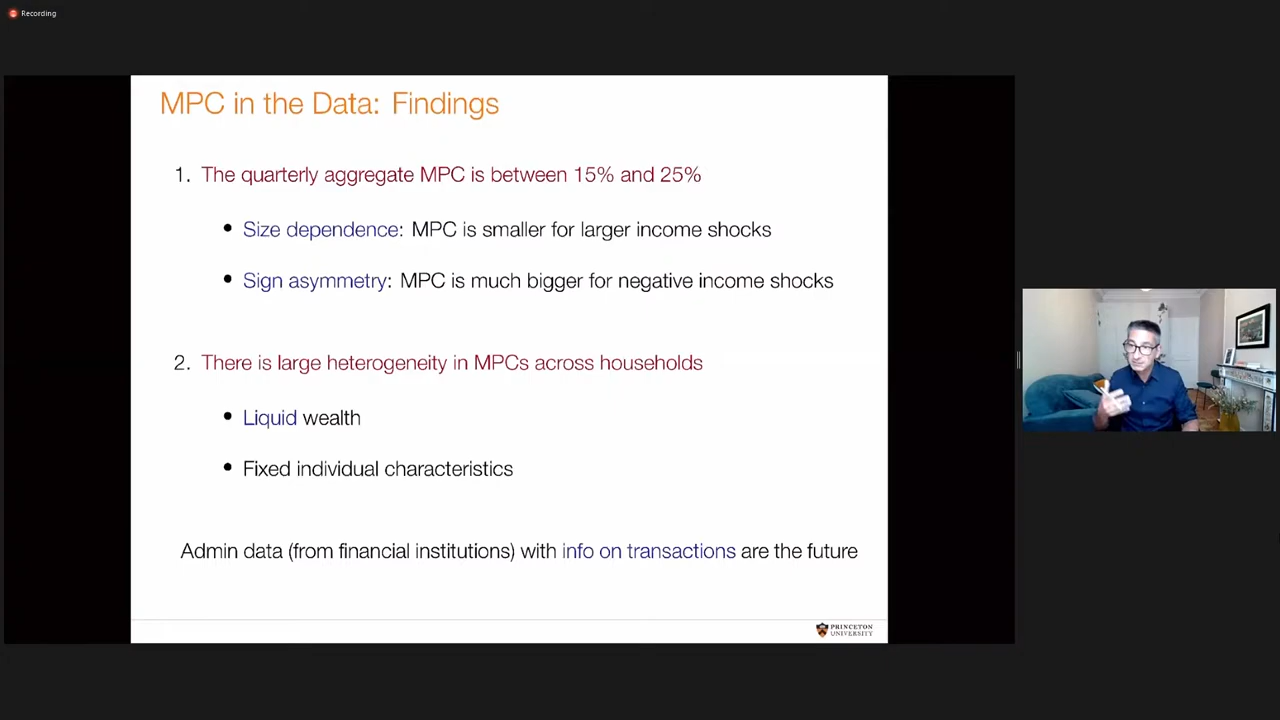 Recording
MPC in the Data: Findings
1. The quarterly aggregate MPC is between 15% and 25%
• Size dependence: MPC is smaller for larger income shocks
• Sign asymmetry: MPC is much bigger for negative income shocks
2. There is large heterogeneity in MPCs across households
• Liquid wealth
• Fixed individual characteristics
Admin data (from financial institutions) with info on transactions are the future
PRINCETON
UNIVERSITY